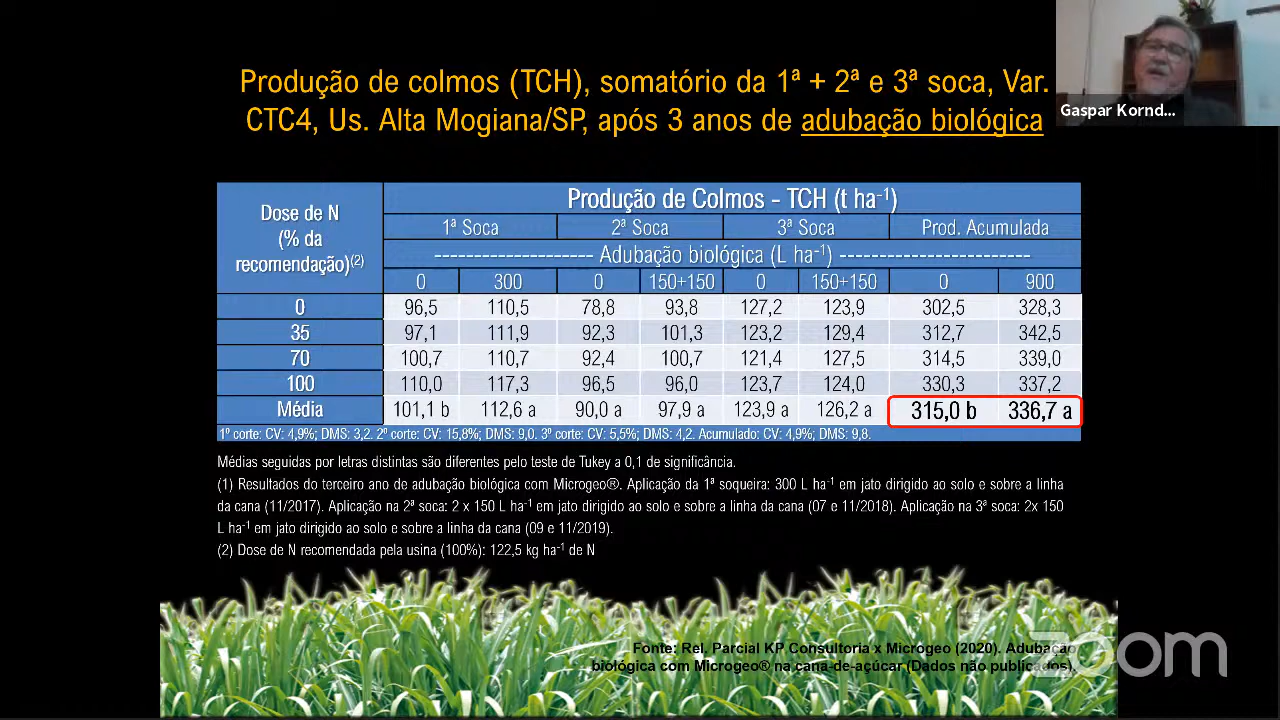 Gaspar Kornd...
Produção de colmos (TCH), somatório da 1ª + 2ª e 3ª soca, Var.
CTC4, Us. Alta Mogiana/SP, após 3 anos de adubação biológica
Dose de N
(% da
recomendação)(2)
Produção de Colmos - TCH (t ha-1)
1ª Soca 2ª Soca 3ª Soca Prod. Acumulada
-------------------- Adubação biológica (L ha-1) ------------------------
0 300 0 150+150 0 150+150 0 900
0 96,5 110,5 78,8 93,8 127,2 123,9 302,5 328,3
35 97,1 111,9 92,3 101,3 123,2 129,4 312,7 342,5
70 100,7 110,7 92,4 100,7 121,4 127,5 314,5 339,0
100 110,0 117,3 96,5 96,0 123,7 124,0 330,3 337,2
Média 101,1 b 112,6 a 90,0 a 97,9 a 123,9 a 126,2 a 315,0 b 336,7 a
1º corte: CV: 4,9%; DMS: 3,2. 2º corte: CV: 15,8%; DMS: 9,0. 3º corte: CV: 5,5%; DMS: 4,2. Acumulado: CV: 4,9%; DMS: 9,8.
Médias seguidas por letras distintas são diferentes pelo teste de Tukey a 0,1 de significância.
(1) Resultados do terceiro ano de adubação biológica com Microgeo®. Aplicação da 1ª soqueira: 300 L ha-1 em jato dirigido ao solo e sobre a linha
da cana (11/2017). Aplicação na 2ª soca: 2 x 150 L ha-1 em jato dirigido ao solo e sobre a linha da cana (07 e 11/2018). Aplicação na 3ª soca: 2x 150
L ha-1 em jato dirigido ao solo e sobre a linha da cana (09 e 11/2019).
(2) Dose de N recomendada pela usina (100%): 122,5 kg ha-1 de N
Fonte: Rel. Parcial KP Consultoria x Microgeo (2020). Adubação
biológica com Microgeo® na cana-de-açúcar (Dados não publicados).
zoom